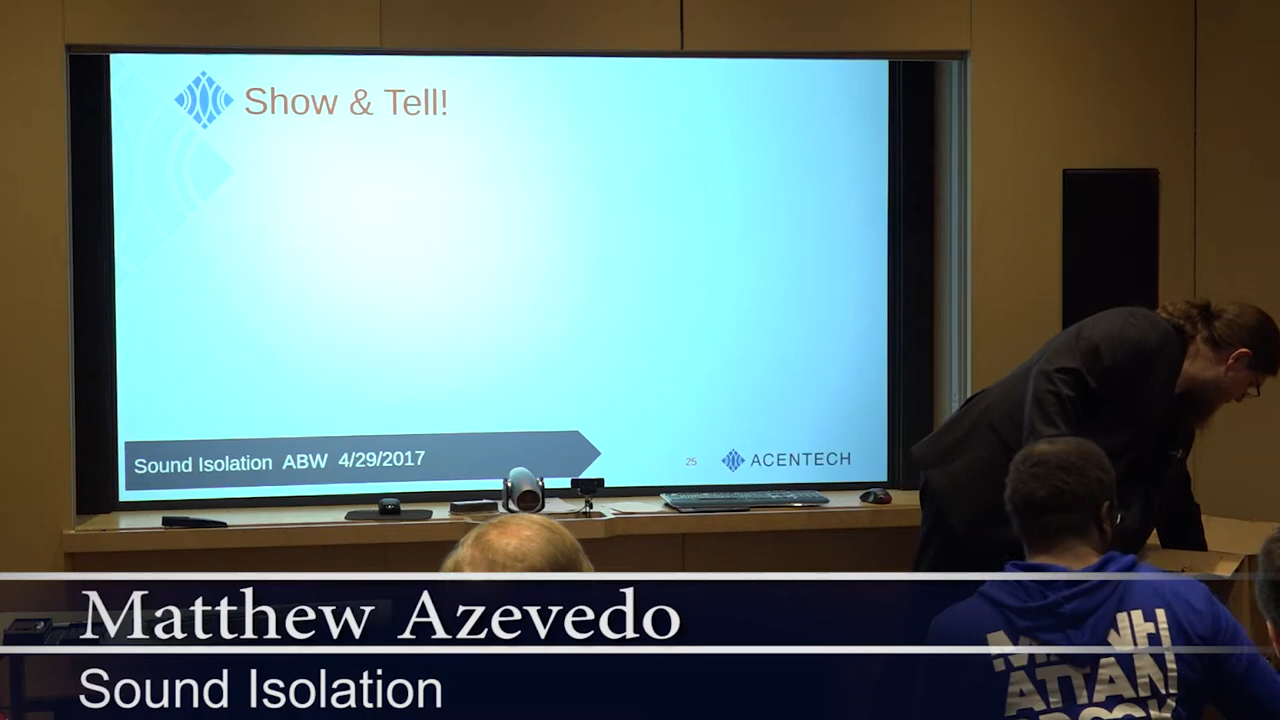 Show & Tell!
Sound Isolation ABW 4/29/2017
25
ACENTECH
Matthew Azevedo
Sound Isolation